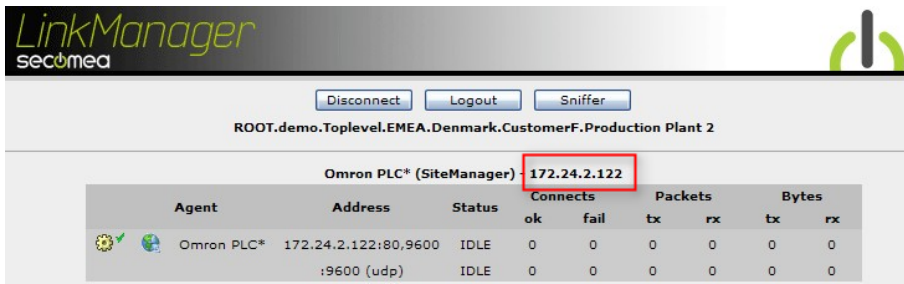 LinkManager
secomea
Disconnect Logout Sniffer
ROOT.demo.Toplevel.EMEA.Denmark.CustomerF.Production Plant 2
Omron PLC* (SiteManager) - 172.24.2.122
Agent Address Status Connects Packets Bytes
ok fail tx rx tx rx
Omron PLC* 172.24.2.122:80,9600 IDLE 0 0 0 0 0 0
:9600 (udp) IDLE 0 0 0 0 0 0